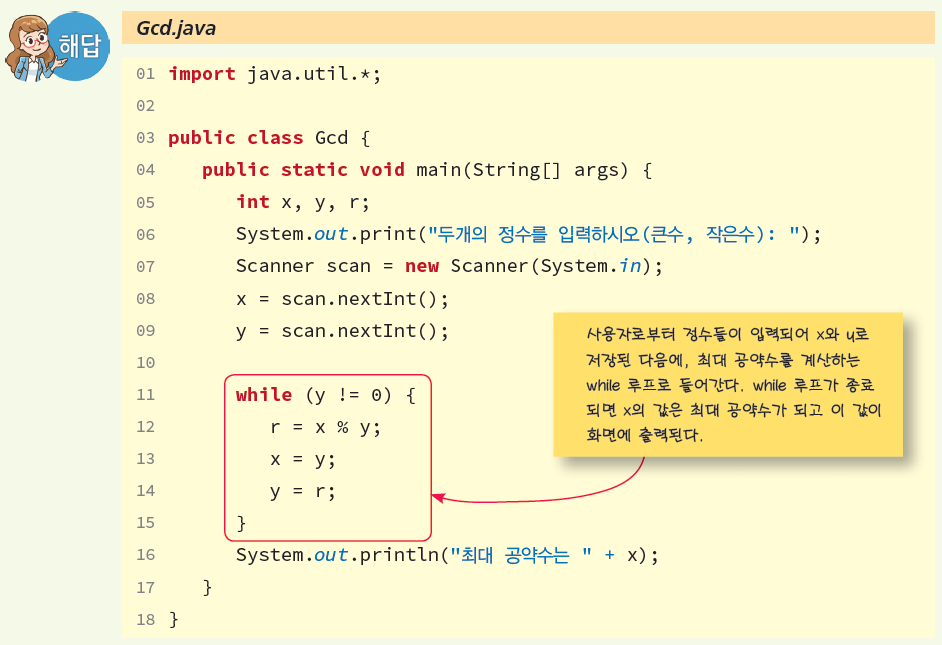 해답
Gcd.java
01 import java.util.*;
02
03 public class Gcd {
04 public static void main(String[] args) {
05 int x, y, r;
06 System.out.print("두개의 정수를 입력하시오(큰수, 작은수): ");
07 Scanner scan = new Scanner(System.in);
08 x = scan.nextInt();
09 y = scan.nextInt();
10
11 while (y != 0) {
12 r = x % y;
13 x = y;
14 y = r;
15 }
16 System.out.println("최대 공약수는 " + x);
17 }
18 }
사용자로부터 정수들이 입력되어 x와 y로
저장된 다음에, 최대 공약수를 계산하는
while 루프로 들어간다. while 루프가 종료
되면 x의 값은 최대 공약수가 되고 이 값이
화면에 출력된다.